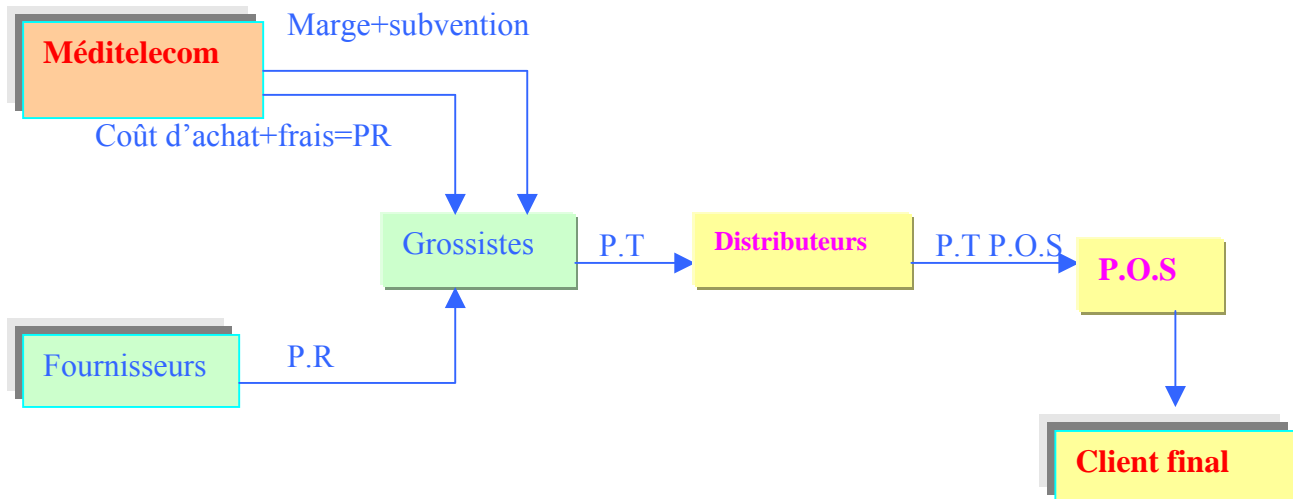 Marge+subvention
Méditelecom
Coût d’achat+frais=PR
Grossistes
P.T
Distributeurs
P.T P.O.S
P.O.S
Fournisseurs
P.R
Client final